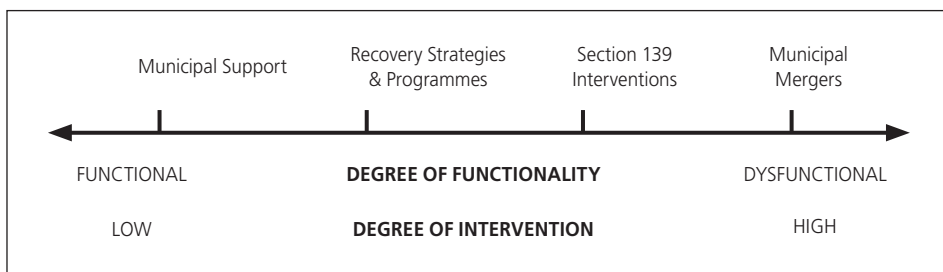 Municipal Support
Recovery Strategies
& Programmes
Section 139
Interventions
Municipal
Mergers
FUNCTIONAL
DEGREE OF FUNCTIONALITY
DYSFUNCTIONAL
LOW
DEGREE OF INTERVENTION
HIGH